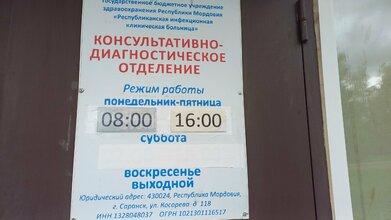 Государственное бюджетное учреждение
здравоохранения Республики Мордовия
«Республиканская инфекционная
клиническая больница»
КОНСУЛЬТАТИВНО-
ДИАГНОСТИЧЕСКОЕ
ОТДЕЛЕНИЕ
Режим работы
понедельник-пятница
08:00 16:00
суббота
воскресенье
выходной
Юридический адрес: 430024, Республика Мордовия,
г. Саранск, ул. Косарева д. 118
ИНН 1328048037 ОГРН 1021301116517